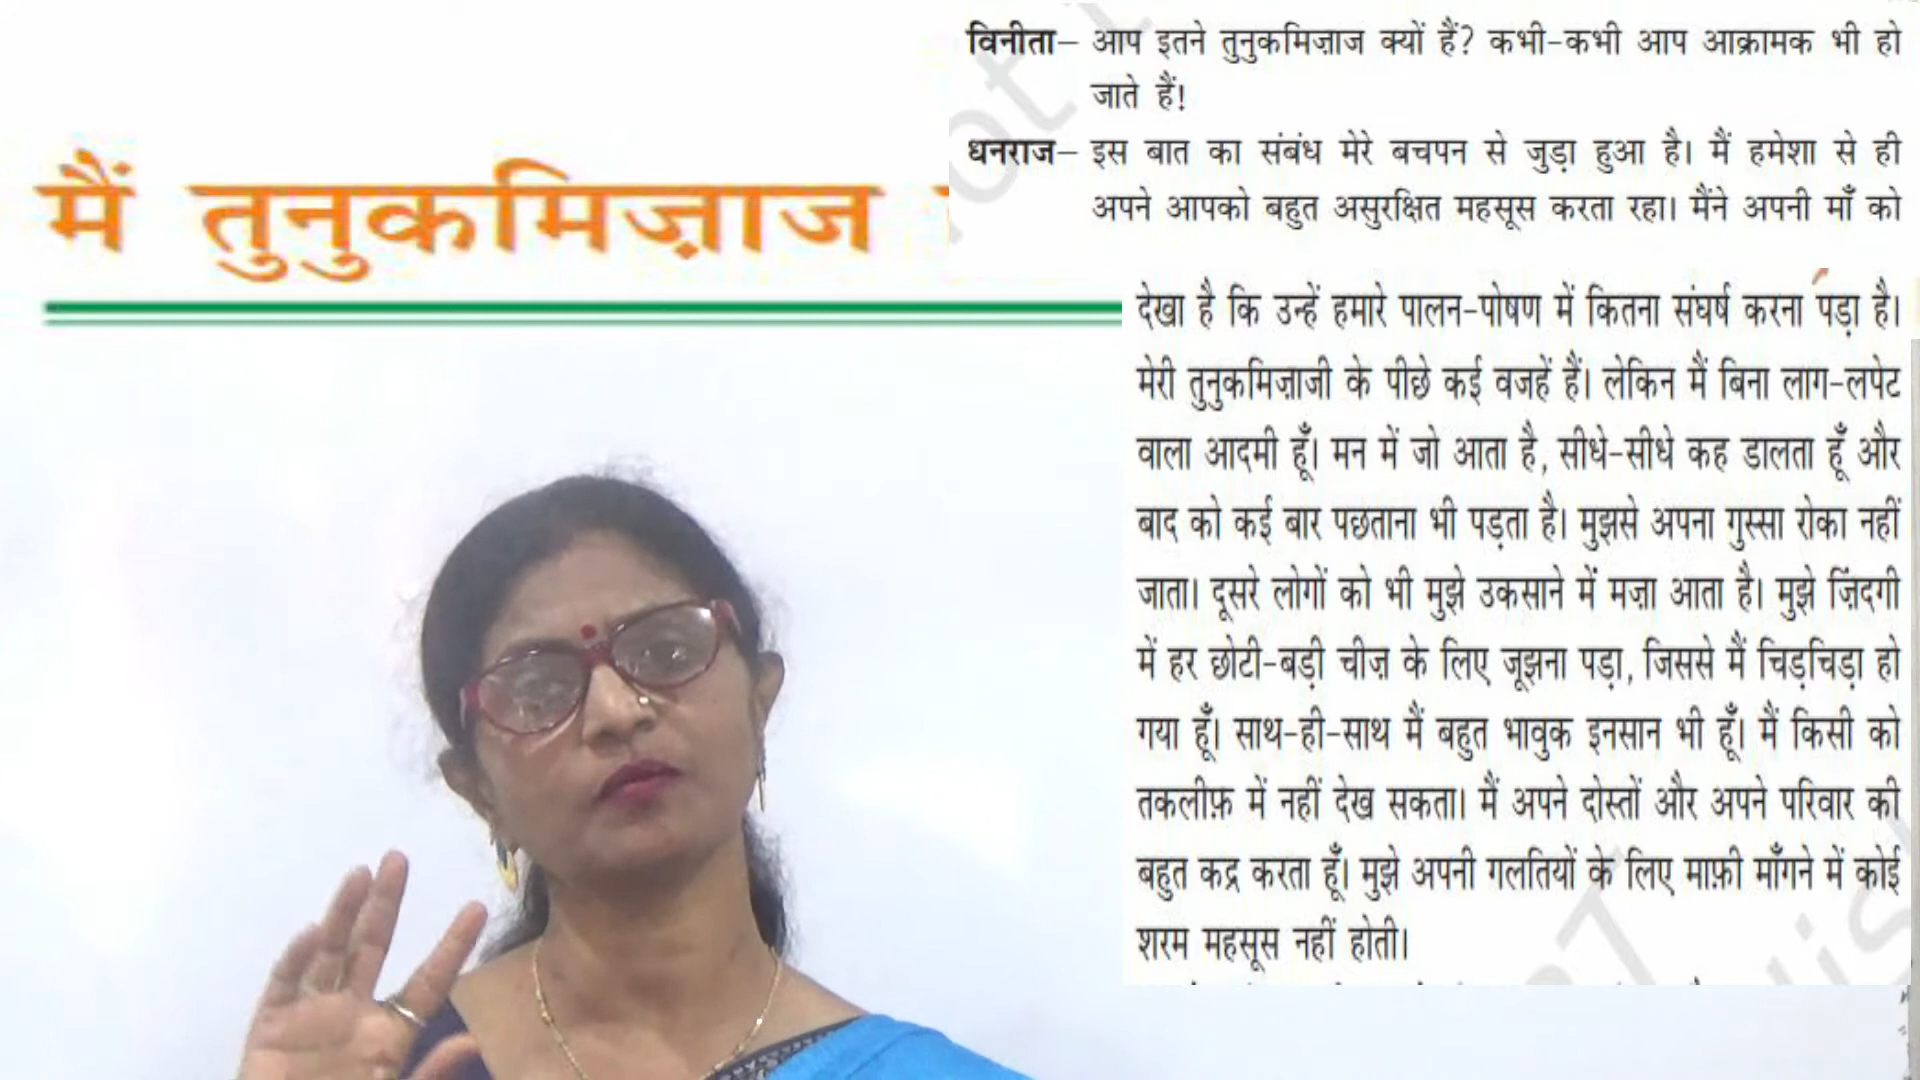 मैं तुनुकमिज़ाज
विनीता– आप इतने तुनुकमिज़ाज क्यों हैं? कभी-कभी आप आक्रामक भी हो
जाते हैं!
धनराज– इस बात का संबंध मेरे बचपन से जुड़ा हुआ है। मैं हमेशा से ही
अपने आपको बहुत असुरक्षित महसूस करता रहा। मैंने अपनी माँ को
देखा है कि उन्हें हमारे पालन-पोषण में कितना संघर्ष करना पड़ा है।
मेरी तुनुकमिज़ाजी के पीछे कई वजहें हैं। लेकिन मैं बिना लाग-लपेट
वाला आदमी हूँ। मन में जो आता है, सीधे-सीधे कह डालता हूँ और
बाद को कई बार पछताना भी पड़ता है। मुझसे अपना गुस्सा रोका नहीं
जाता। दूसरे लोगों को भी मुझे उकसाने में मज़ा आता है। मुझे ज़िंदगी
में हर छोटी-बड़ी चीज़ के लिए जूझना पड़ा, जिससे मैं चिड़चिड़ा हो
गया हूँ। साथ-ही-साथ मैं बहुत भावुक इनसान भी हूँ। मैं किसी को
तकलीफ़ में नहीं देख सकता। मैं अपने दोस्तों और अपने परिवार की
बहुत कद्र करता हूँ। मुझे अपनी गलतियों के लिए माफ़ी माँगने में कोई
शरम महसूस नहीं होती।